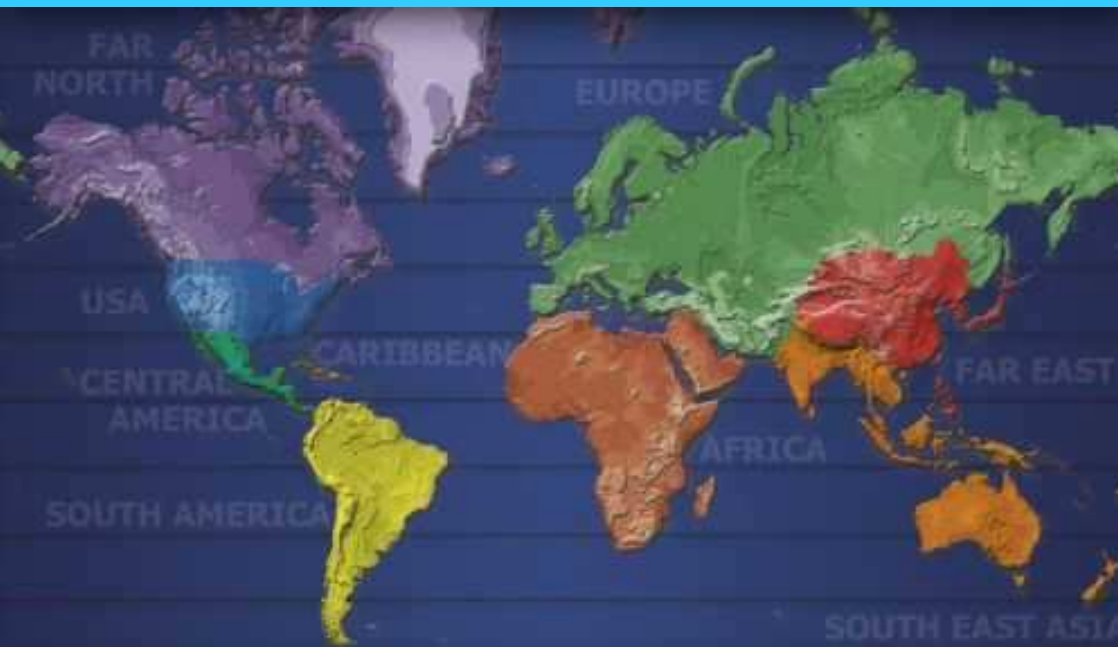 FAR
NORTH
EUROPE
USA
CARIBBEAN
CENTRAL
AMERICA
FAR EAST
AFRICA
SOUTH AMERICA
SOUTH EAST ASIA